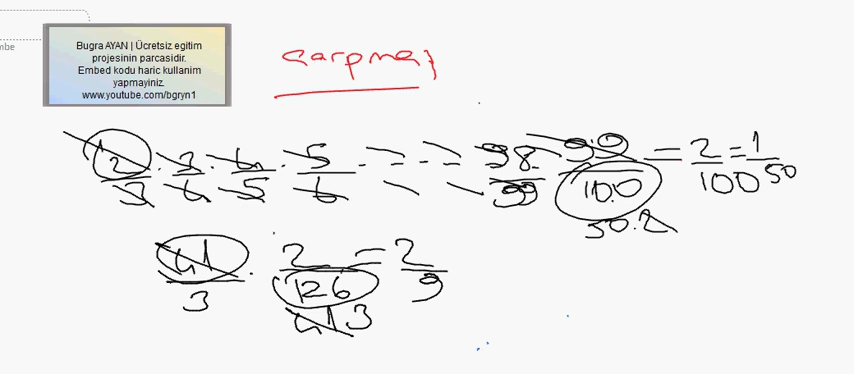 mbe
Bugra AYAN | Ücretsiz egitim
projesinin parcasidir.
Embed kodu haric kullanim
yapmayiniz.
www.youtube.com/bgryn1
Çarpma
2/3 · 3/4 · 4/5 · 5/6 · - - · - 98/99 · 99/100 = 2/100 = 1/50
50.2
41/3 · 2/126 = 2/9
41 3